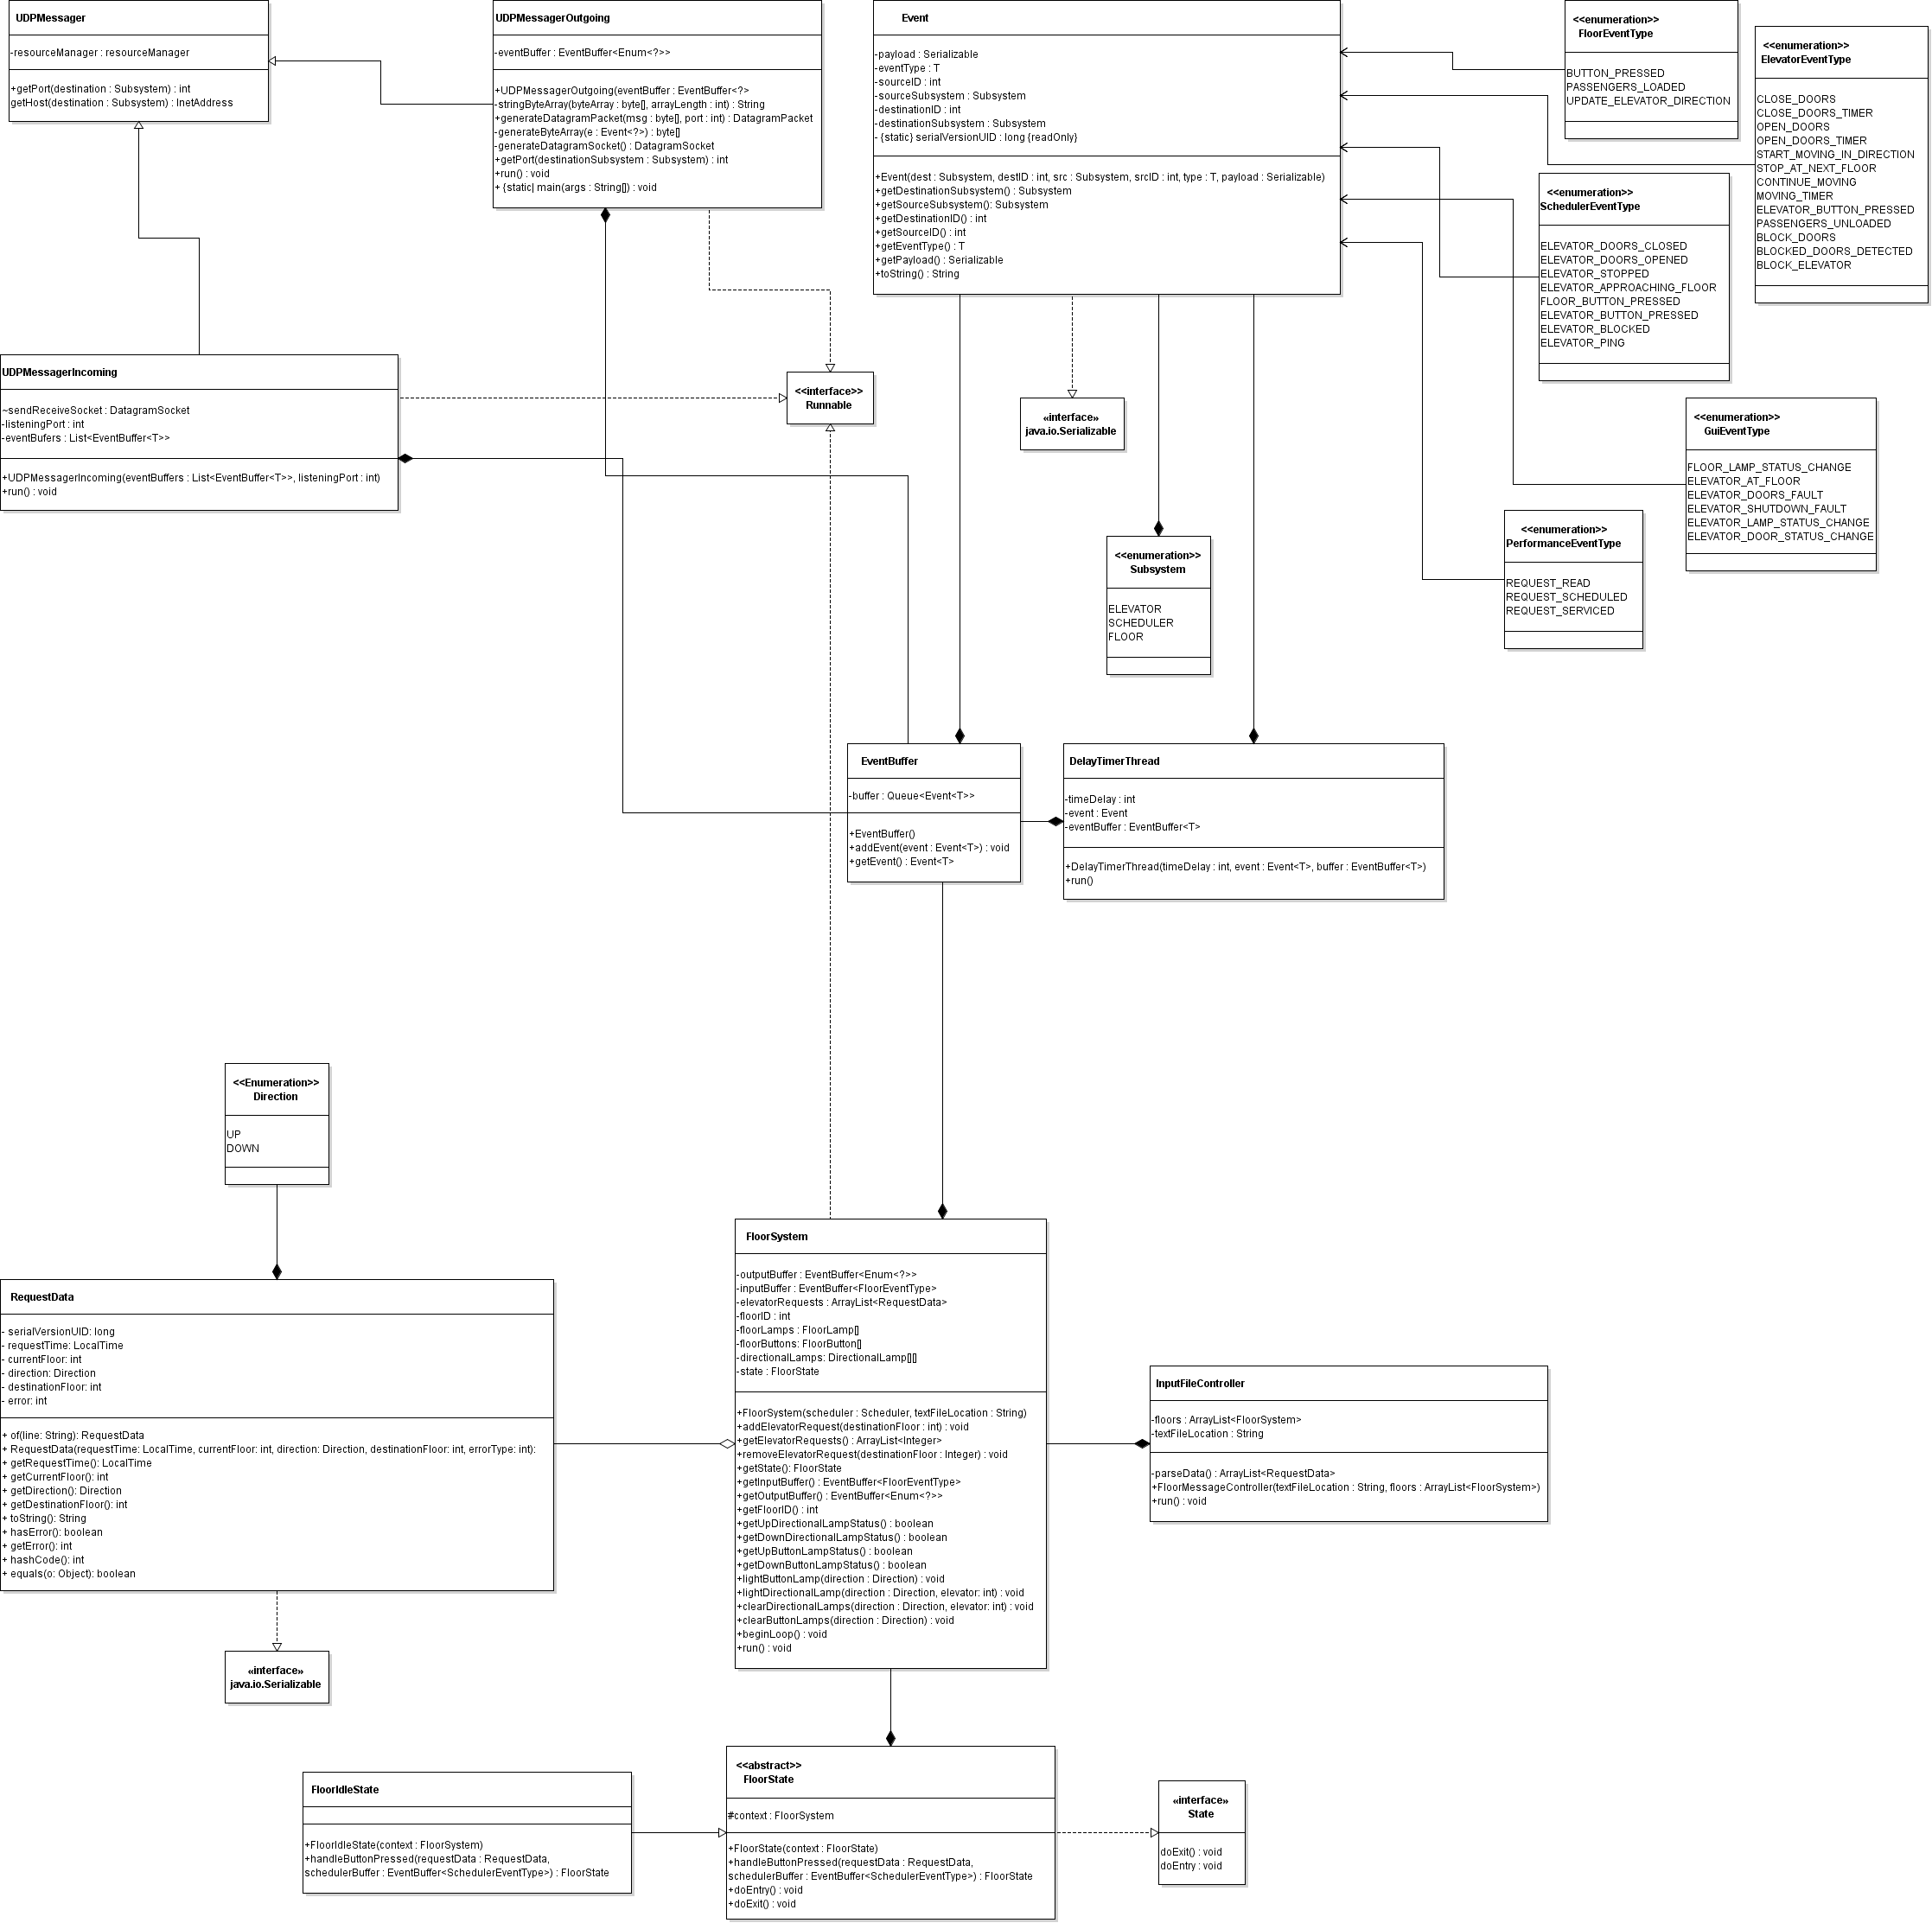 UDPMessager
-resourceManager : resourceManager
+getPort(destination : Subsystem) : int
getHost(destination : Subsystem) : InetAddress
UDPMessagerOutgoing
-eventBuffer : EventBuffer<Enum<?>>
+UDPMessagerOutgoing(eventBuffer : EventBuffer<?>
-stringByteArray(byteArray : byte[], arrayLength : int) : String
+generateDatagramPacket(msg : byte[], port : int) : DatagramPacket
-generateByteArray(e : Event<?>) : byte[]
-generateDatagramSocket() : DatagramSocket
+getPort(destinationSubsystem : Subsystem) : int
+run() : void
+ {static| main(args : String[]) : void
Event
-payload : Serializable
-eventType : T
-sourceID : int
-sourceSubsystem : Subsystem
-destinationID : int
-destinationSubsystem : Subsystem
- {static} serialVersionUID : long {readOnly}
+Event(dest : Subsystem, destID : int, src : Subsystem, srcID : int, type : T, payload : Serializable)
+getDestinationSubsystem() : Subsystem
+getSourceSubsystem(): Subsystem
+getDestinationID() : int
+getSourceID() : int
+getEventType() : T
+getPayload() : Serializable
+toString() : String
<<enumeration>>
FloorEventType
BUTTON_PRESSED
PASSENGERS_LOADED
UPDATE_ELEVATOR_DIRECTION
<<enumeration>>
ElevatorEventType
CLOSE_DOORS
CLOSE_DOORS_TIMER
OPEN_DOORS
OPEN_DOORS_TIMER
START_MOVING_IN_DIRECTION
STOP_AT_NEXT_FLOOR
CONTINUE_MOVING
MOVING_TIMER
ELEVATOR_BUTTON_PRESSED
PASSENGERS_UNLOADED
BLOCK_DOORS
BLOCKED_DOORS_DETECTED
BLOCK_ELEVATOR
<<enumeration>>
SchedulerEventType
ELEVATOR_DOORS_CLOSED
ELEVATOR_DOORS_OPENED
ELEVATOR_STOPPED
ELEVATOR_APPROACHING_FLOOR
FLOOR_BUTTON_PRESSED
ELEVATOR_BUTTON_PRESSED
ELEVATOR_BLOCKED
ELEVATOR_PING
UDPMessagerIncoming
~sendReceiveSocket : DatagramSocket
-listeningPort : int
-eventBufers : List<EventBuffer<T>>
+UDPMessagerIncoming(eventBuffers : List<EventBuffer<T>>, listeningPort : int)
+run() : void
<<interface>>
Runnable
«interface»
java.io.Serializable
<<enumeration>>
GuiEventType
FLOOR_LAMP_STATUS_CHANGE
ELEVATOR_AT_FLOOR
ELEVATOR_DOORS_FAULT
ELEVATOR_SHUTDOWN_FAULT
ELEVATOR_LAMP_STATUS_CHANGE
ELEVATOR_DOOR_STATUS_CHANGE
<<enumeration>>
PerformanceEventType
REQUEST_READ
REQUEST_SCHEDULED
REQUEST_SERVICED
<<enumeration>>
Subsystem
ELEVATOR
SCHEDULER
FLOOR
EventBuffer
-buffer : Queue<Event<T>>
+EventBuffer()
+addEvent(event : Event<T>) : void
+getEvent() : Event<T>
DelayTimerThread
-timeDelay : int
-event : Event
-eventBuffer : EventBuffer<T>
+DelayTimerThread(timeDelay : int, event : Event<T>, buffer : EventBuffer<T>)
+run()
<<Enumeration>>
Direction
UP
DOWN
RequestData
- serialVersionUID: long
- requestTime: LocalTime
- currentFloor: int
- direction: Direction
- destinationFloor: int
- error: int
+ of(line: String): RequestData
+ RequestData(requestTime: LocalTime, currentFloor: int, direction: Direction, destinationFloor: int, errorType: int):
+ getRequestTime(): LocalTime
+ getCurrentFloor(): int
+ getDirection(): Direction
+ getDestinationFloor(): int
+ toString(): String
+ hasError(): boolean
+ getError(): int
+ hashCode(): int
+ equals(o: Object): boolean
«interface»
java.io.Serializable
FloorSystem
-outputBuffer : EventBuffer<Enum<?>>
-inputBuffer : EventBuffer<FloorEventType>
-elevatorRequests : ArrayList<RequestData>
-floorID : int
-floorLamps : FloorLamp[]
-floorButtons: FloorButton[]
-directionalLamps: DirectionalLamp[][]
-state : FloorState
+FloorSystem(scheduler : Scheduler, textFileLocation : String)
+addElevatorRequest(destinationFloor : int) : void
+getElevatorRequests() : ArrayList<Integer>
+removeElevatorRequest(destinationFloor : Integer) : void
+getState(): FloorState
+getInputBuffer() : EventBuffer<FloorEventType>
+getOutputBuffer() : EventBuffer<Enum<?>>
+getFloorID() : int
+getUpDirectionalLampStatus() : boolean
+getDownDirectionalLampStatus() : boolean
+getUpButtonLampStatus() : boolean
+getDownButtonLampStatus() : boolean
+lightButtonLamp(direction : Direction) : void
+lightDirectionalLamp(direction : Direction, elevator: int) : void
+clearDirectionalLamps(direction : Direction, elevator: int) : void
+clearButtonLamps(direction : Direction) : void
+beginLoop() : void
+run() : void
InputFileController
-floors : ArrayList<FloorSystem>
-textFileLocation : String
-parseData() : ArrayList<RequestData>
+FloorMessageController(textFileLocation : String, floors : ArrayList<FloorSystem>)
+run() : void
FloorIdleState
+FloorIdleState(context : FloorSystem)
+handleButtonPressed(requestData : RequestData,
schedulerBuffer : EventBuffer<SchedulerEventType>) : FloorState
<<abstract>>
FloorState
#context : FloorSystem
+FloorState(context : FloorState)
+handleButtonPressed(requestData : RequestData,
schedulerBuffer : EventBuffer<SchedulerEventType>) : FloorState
+doEntry() : void
+doExit() : void
«interface»
State
doExit() : void
doEntry : void